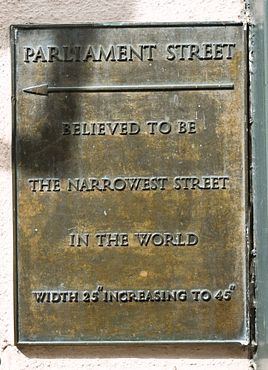 PARLIAMENT STREET
BELIEVED TO BE
THE NARROWEST STREET
IN THE WORLD
WIDTH 25" INCREASING TO 45"